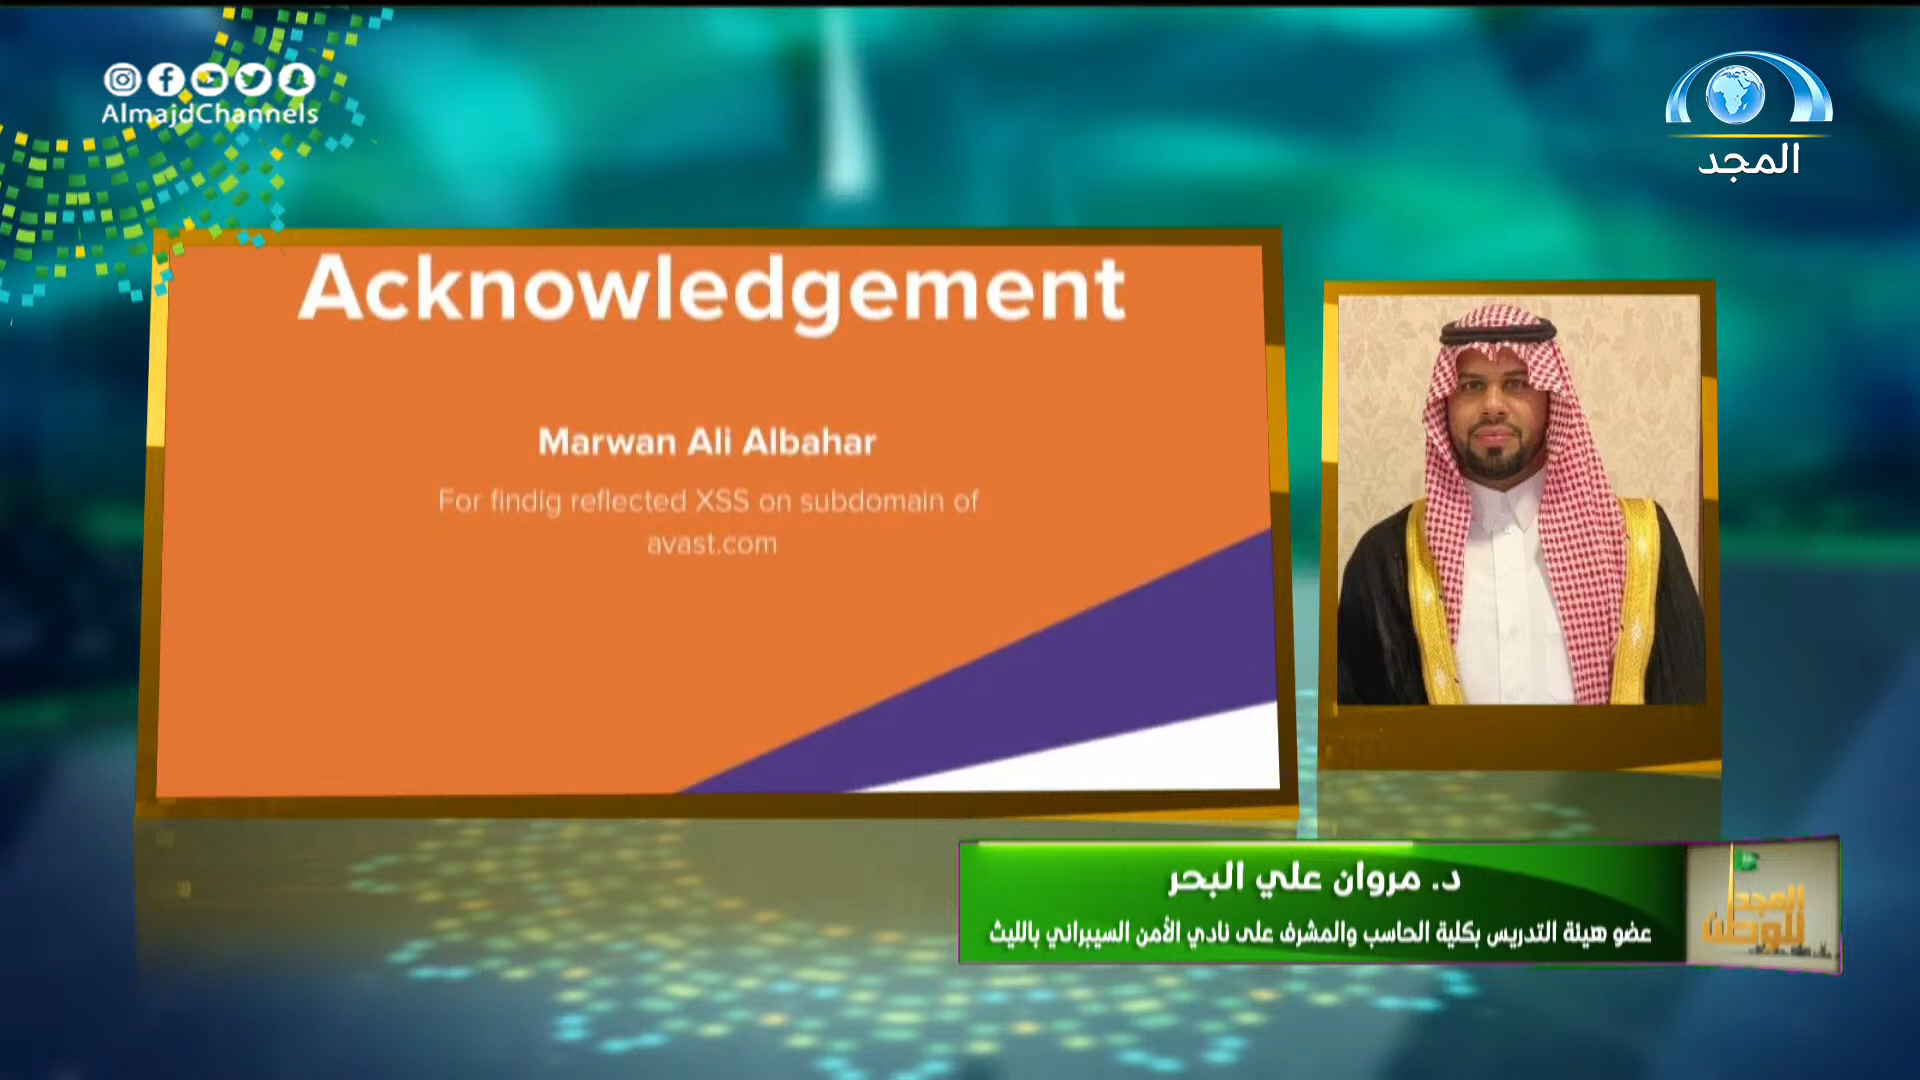 AlmajdChannels
المجد
Acknowledgement
Marwan Ali Albahar
For findig reflected XSS on subdomain of
avast.com
د. مروان علي البحر
عضو هيئة التدريس بكلية الحاسب والمشرف على نادي الأمن السيبراني بالليث
المجد
للوطن